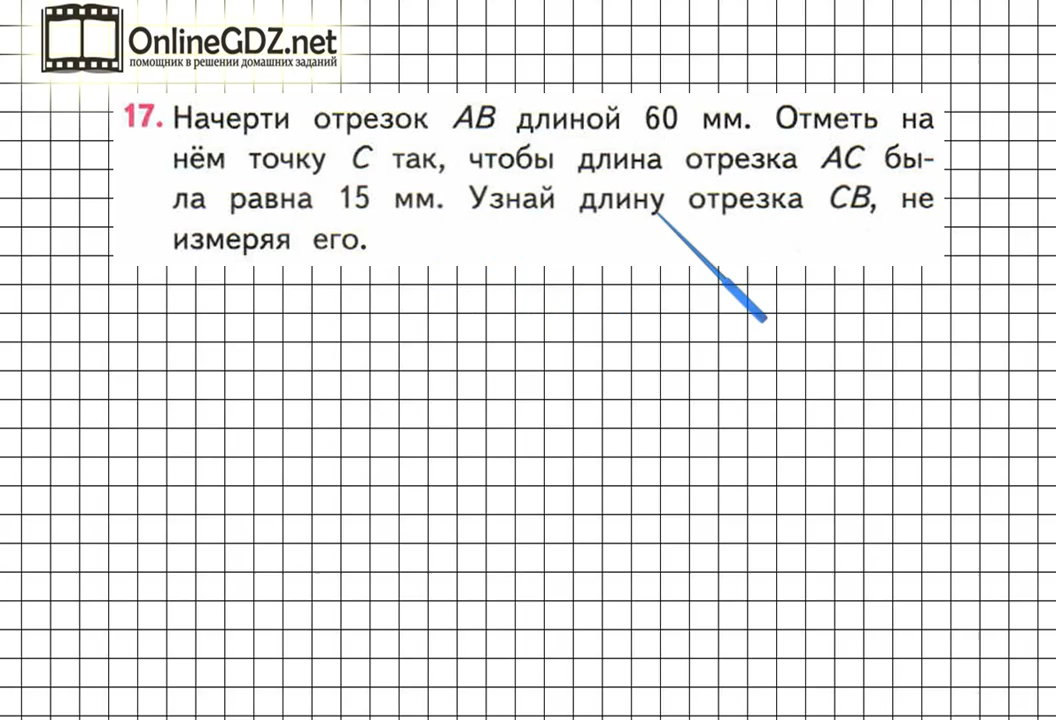 OnlineGDZ.net
помощник в решении домашних заданий
17. Начерти отрезок AB длиной 60 мм. Отметь на
нём точку C так, чтобы длина отрезка AC бы-
ла равна 15 мм. Узнай длину отрезка CB, не
измеряя его.